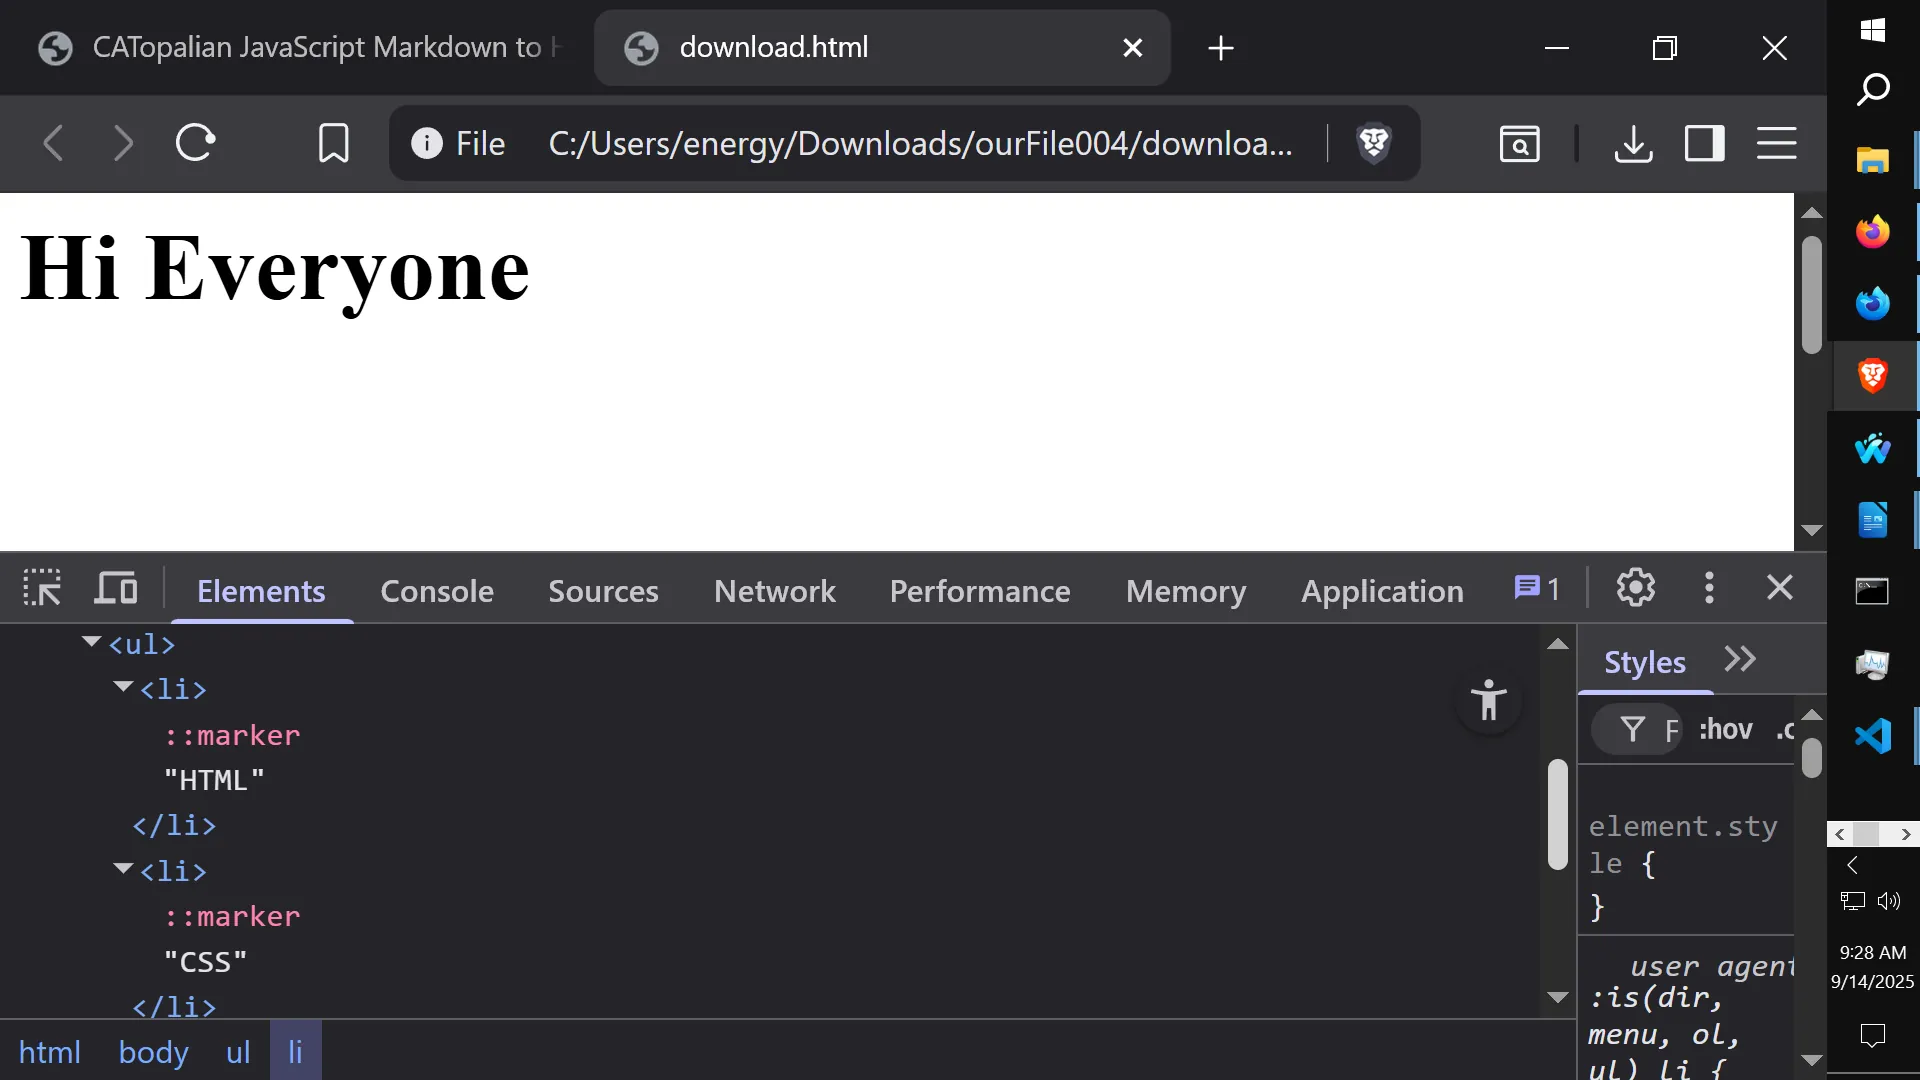 CATopalian JavaScript Markdown to
download.html
File C:/Users/energy/Downloads/ourFile004/downloa...
Hi Everyone
Elements Console Sources Network Performance Memory Application 1
<ul>
<li>
::marker
"HTML"
</li>
<li>
::marker
"CSS"
</li>
html body ul li
Styles
F :hov .c
element.sty
le {
}
user agent
:is(dir,
menu, ol,
ul) li {
9:28 AM
9/14/2025